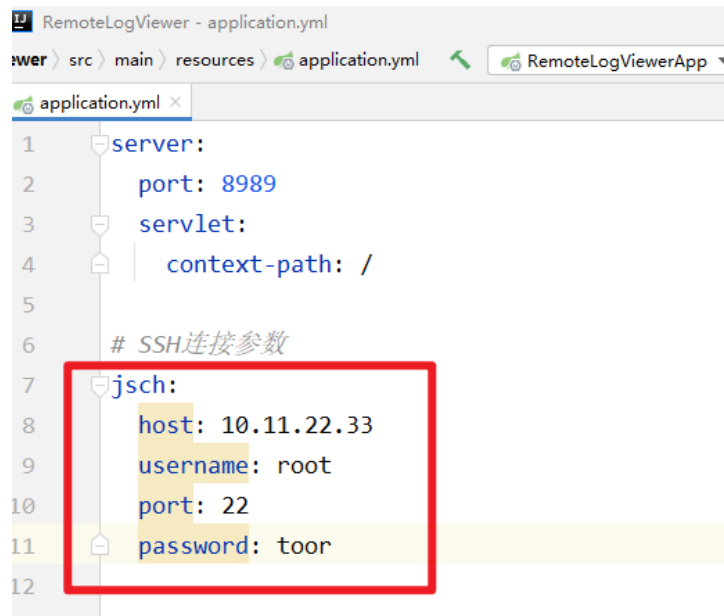 RemoteLogViewer - application.yml
ewer 〉 src 〉 main 〉 resources 〉 application.yml RemoteLogViewerApp
application.yml ×
1 server:
2   port: 8989
3   servlet:
4     context-path: /
5
6 # SSH连接参数
7 jsch:
8   host: 10.11.22.33
9   username: root
10   port: 22
11   password: toor
12